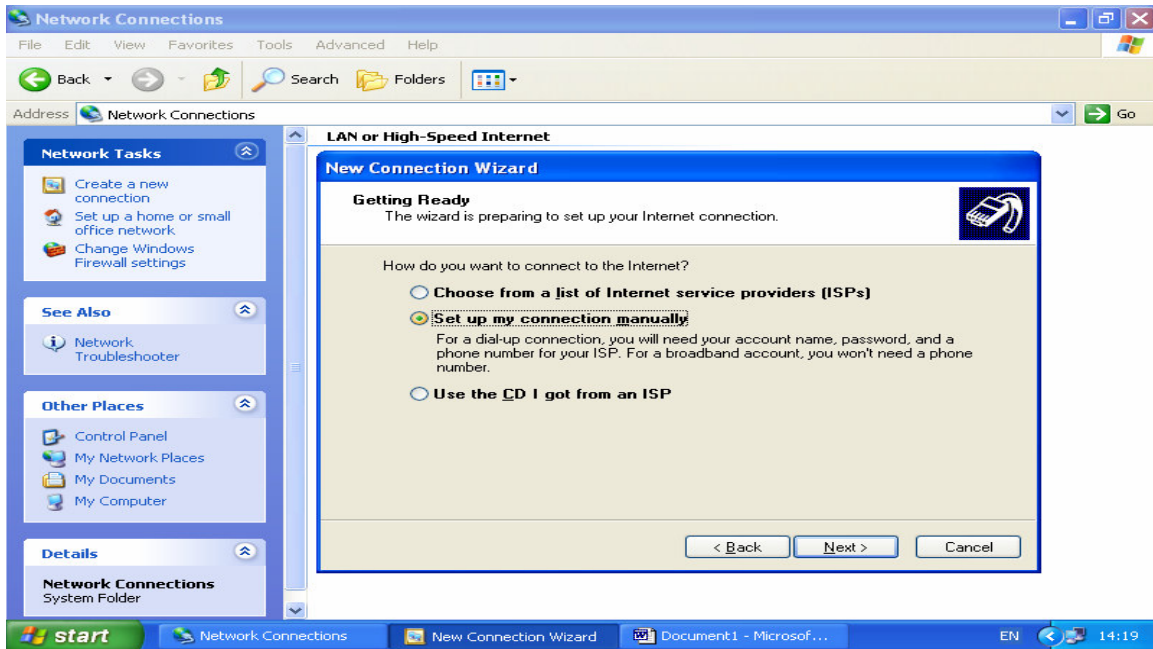 Network Connections
File Edit View Favorites Tools Advanced Help
Back Search Folders
Address Network Connections Go
Network Tasks
Create a new
connection
Set up a home or small
office network
Change Windows
Firewall settings
See Also
Network
Troubleshooter
Other Places
Control Panel
My Network Places
My Documents
My Computer
Details
Network Connections
System Folder
LAN or High-Speed Internet
New Connection Wizard
Getting Ready
The wizard is preparing to set up your Internet connection.
How do you want to connect to the Internet?
Choose from a list of Internet service providers (ISPs)
Set up my connection manually
For a dial-up connection, you will need your account name, password, and a
phone number for your ISP. For a broadband account, you won't need a phone
number.
Use the CD I got from an ISP
< Back Next > Cancel
start Network Connections New Connection Wizard Document1 - Microsof... EN 14:19